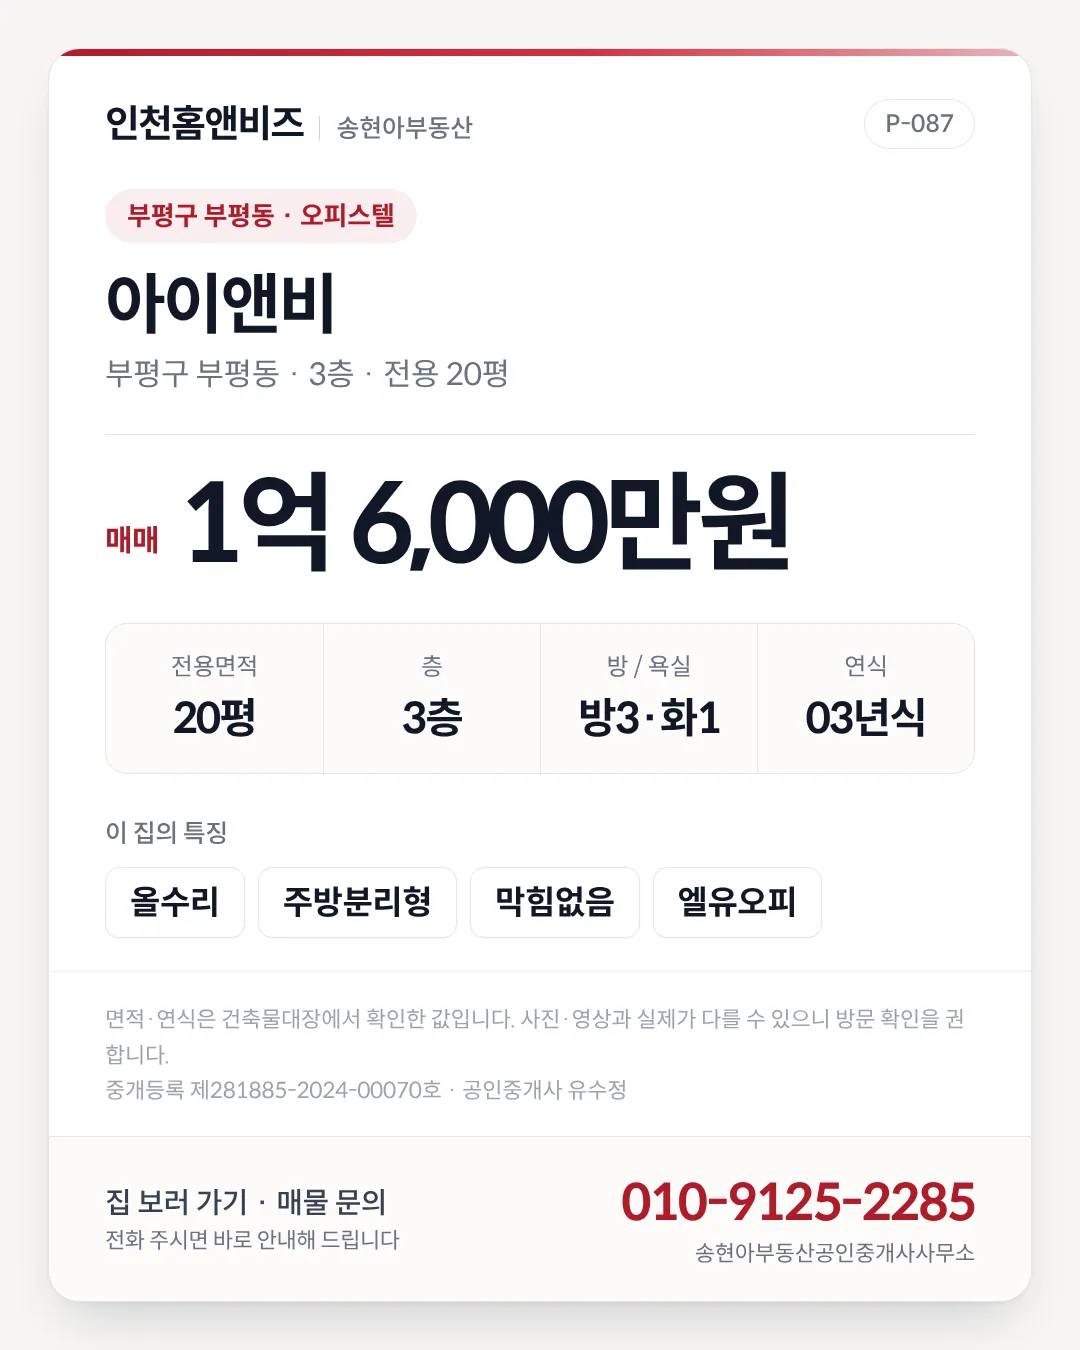 인천홈앤비즈 | 송현아부동산 P-087
부평구 부평동 · 오피스텔
아이앤비
부평구 부평동 · 3층 · 전용 20평
매매 1억 6,000만원
전용면적 층 방 / 욕실 연식
20평 3층 방3·화1 03년식
이 집의 특징
올수리 주방분리형 막힘없음 엘유오피
면적·연식은 건축물대장에서 확인한 값입니다. 사진·영상과 실제가 다를 수 있으니 방문 확인을 권
합니다.
중개등록 제281885-2024-00070호 · 공인중개사 유수정
집 보러 가기 · 매물 문의 010-9125-2285
전화 주시면 바로 안내해 드립니다 송현아부동산공인중개사사무소